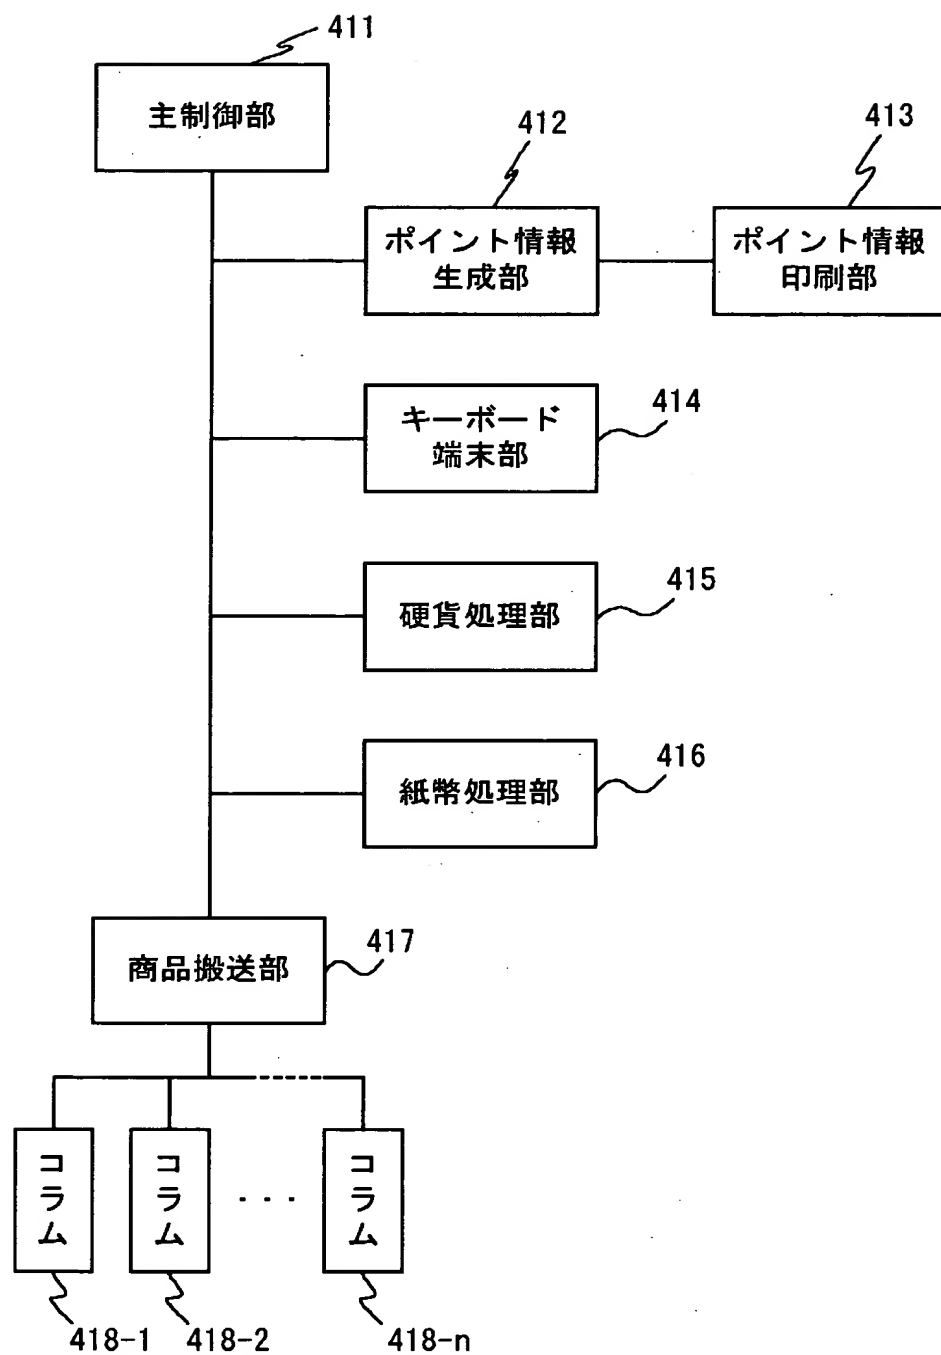 411
主制御部
412
413
ポイント情報
生成部
ポイント情報
印刷部
キーボード
端末部
414
硬貨処理部
415
紙幣処理部
416
商品搬送部
417
コラム
コラム
・・・
コラム
418-1
418-2
418-n